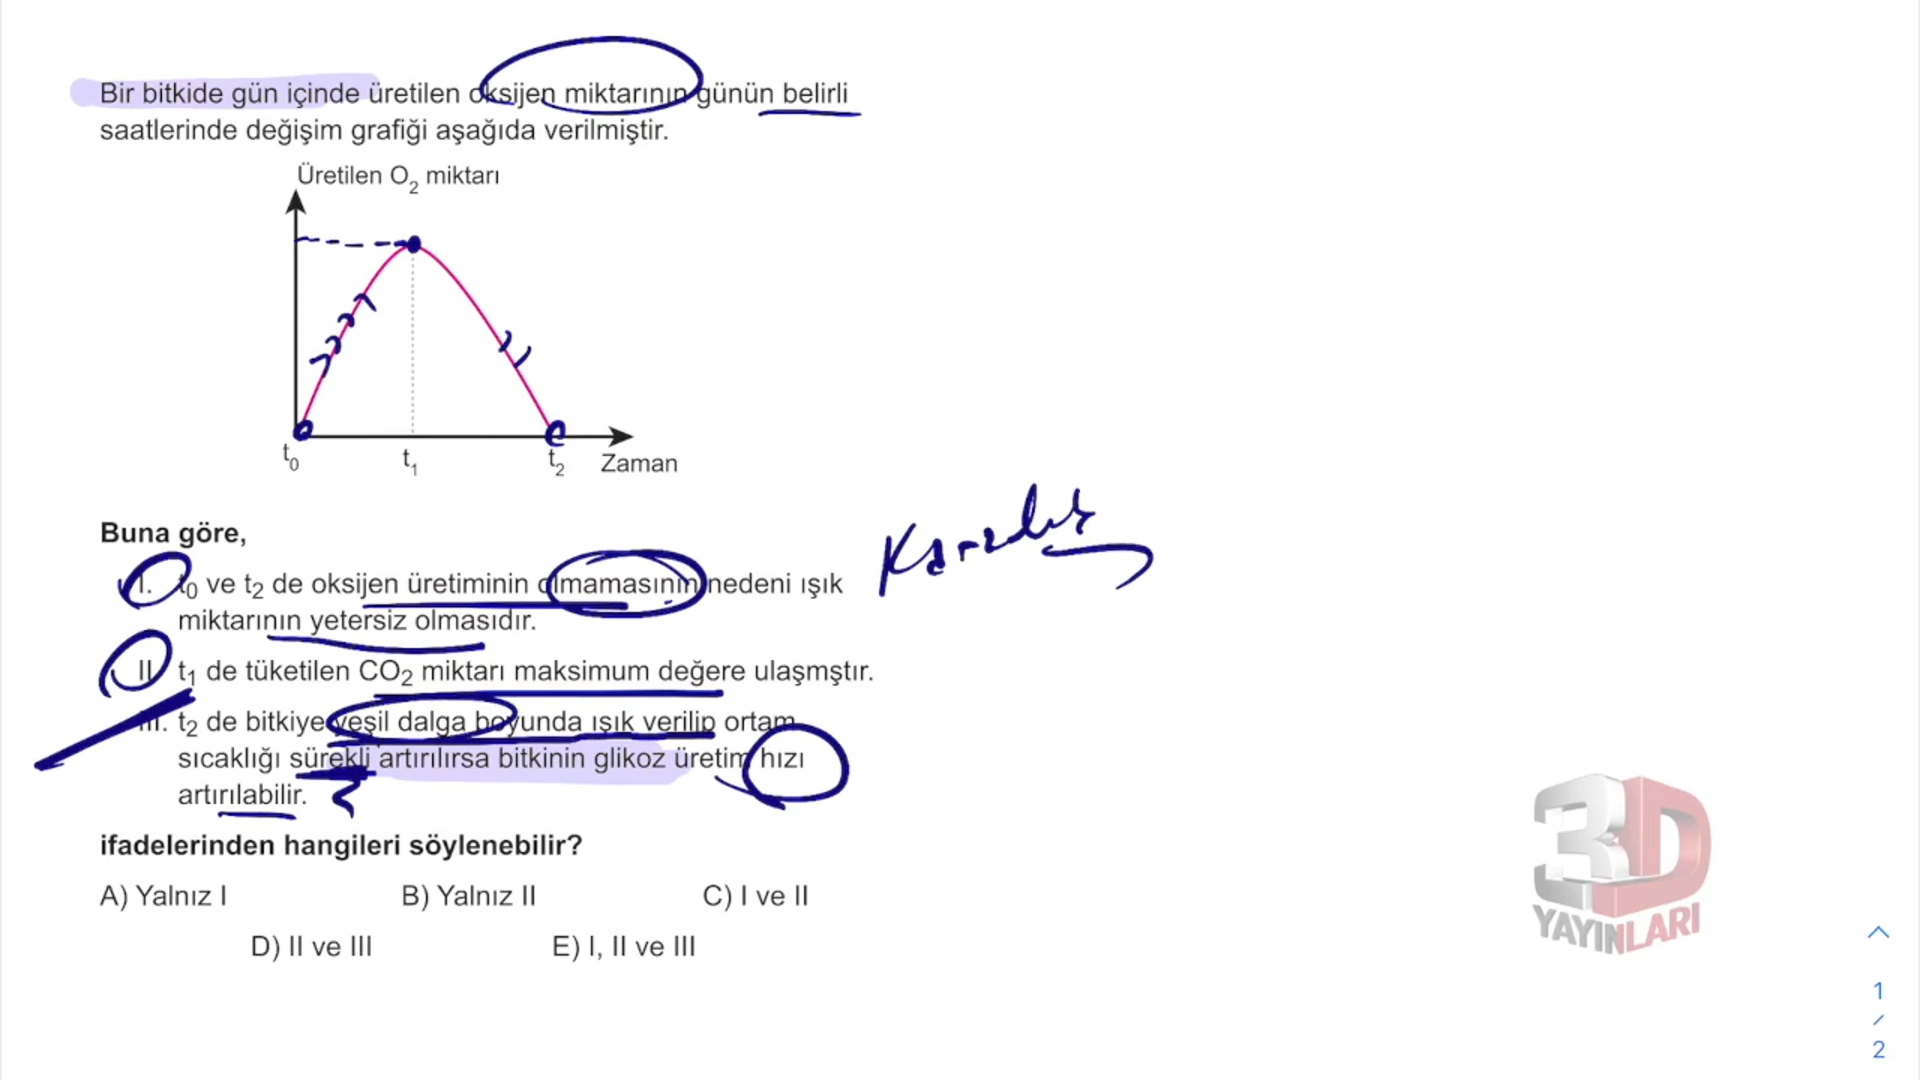 Bir bitkide gün içinde üretilen oksijen miktarının günün belirli
saatlerinde değişim grafiği aşağıda verilmiştir.
Üretilen O2 miktarı
t0 t1 t2 Zaman
Buna göre,
I. t0 ve t2 de oksijen üretiminin olmamasının nedeni ışık
miktarının yetersiz olmasıdır.
II. t1 de tüketilen CO2 miktarı maksimum değere ulaşmştır.
III. t2 de bitkiye yeşil dalga boyunda ışık verilip ortam
sıcaklığı sürekli artırılırsa bitkinin glikoz üretim hızı
artırılabilir.
ifadelerinden hangileri söylenebilir?
A) Yalnız I B) Yalnız II C) I ve II
D) II ve III E) I, II ve III
Karanlık
3D
YAYINLARI
1
/
2